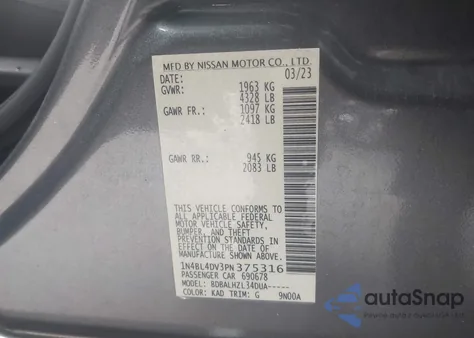 MFD BY NISSAN MOTOR CO., LTD.
DATE: 03/23
GVWR: 1963 KG
4328 LB
GAWR FR.: 1097 KG
2418 LB
GAWR RR.: 945 KG
2083 LB
THIS VEHICLE CONFORMS TO
ALL APPLICABLE FEDERAL
MOTOR VEHICLE SAFETY,
BUMPER, AND THEFT
PREVENTION STANDARDS
IN EFFECT ON THE DATE OF
MANUFACTURE SHOWN ABOVE.
1N4BL4DV3PN375316
PASSENGER CAR 690678
MODEL: BDBALHZL34DUA-----
COLOR: KAD TRIM: G 9N00A
autoSnap